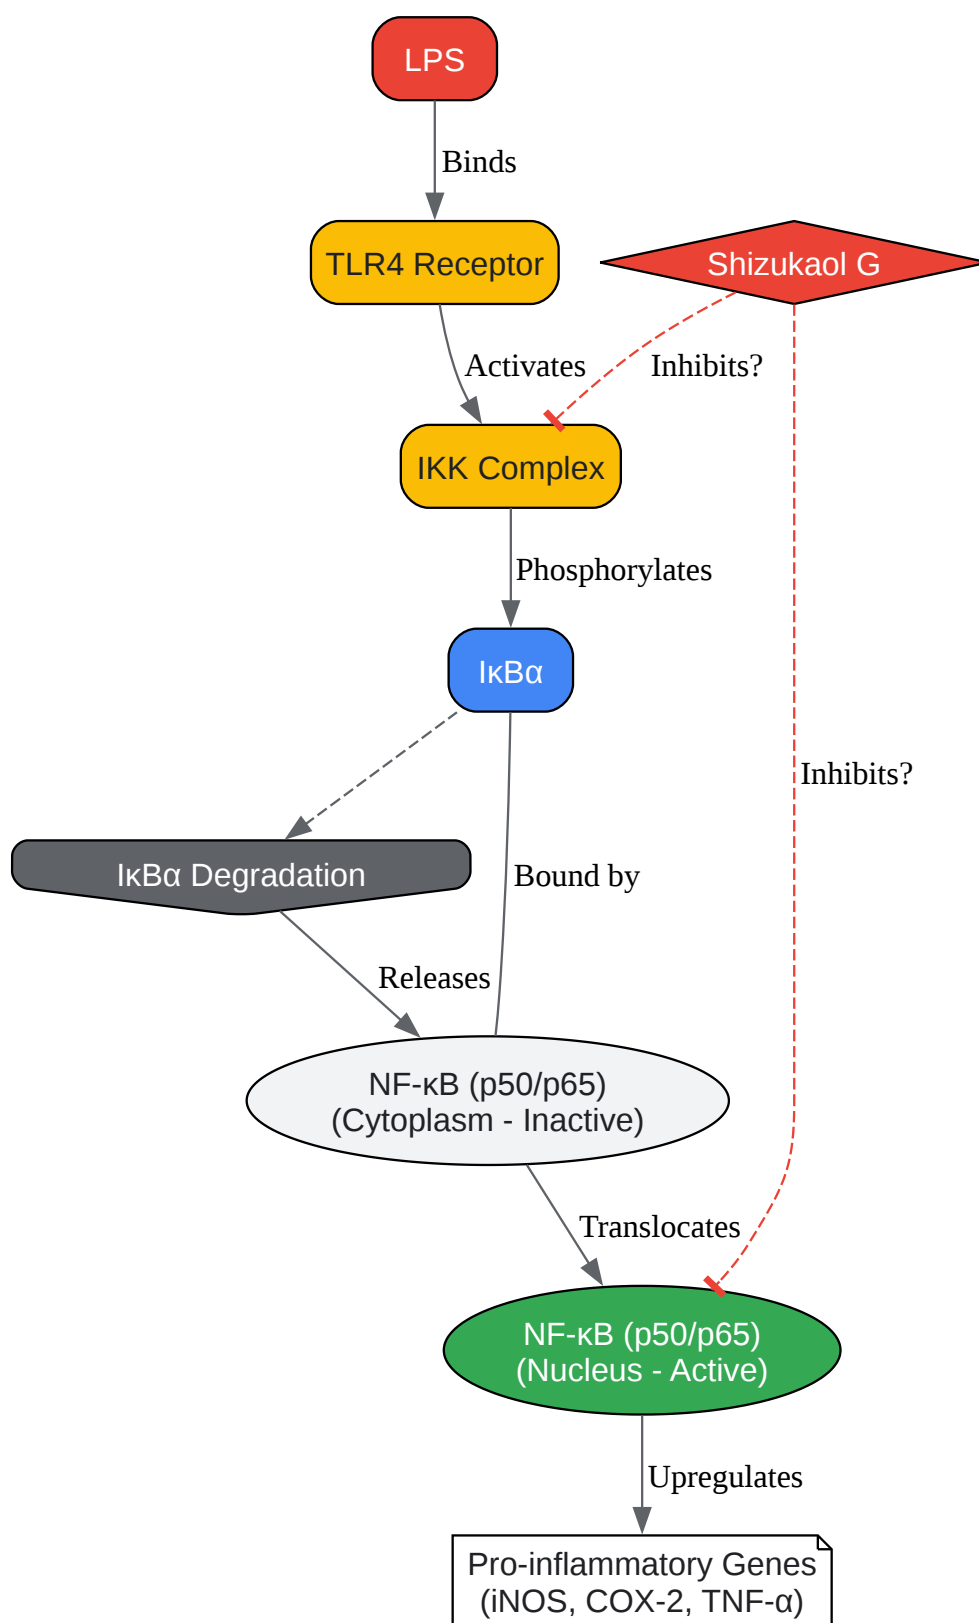 LPS
Binds
TLR4 Receptor
Shizukaol G
Activates
Inhibits?
IKK Complex
Phosphorylates
IκBα
Inhibits?
IκBα Degradation
Bound by
Releases
NF-κB (p50/p65)
(Cytoplasm - Inactive)
Translocates
NF-κB (p50/p65)
(Nucleus - Active)
Upregulates
Pro-inflammatory Genes
(iNOS, COX-2, TNF-α)